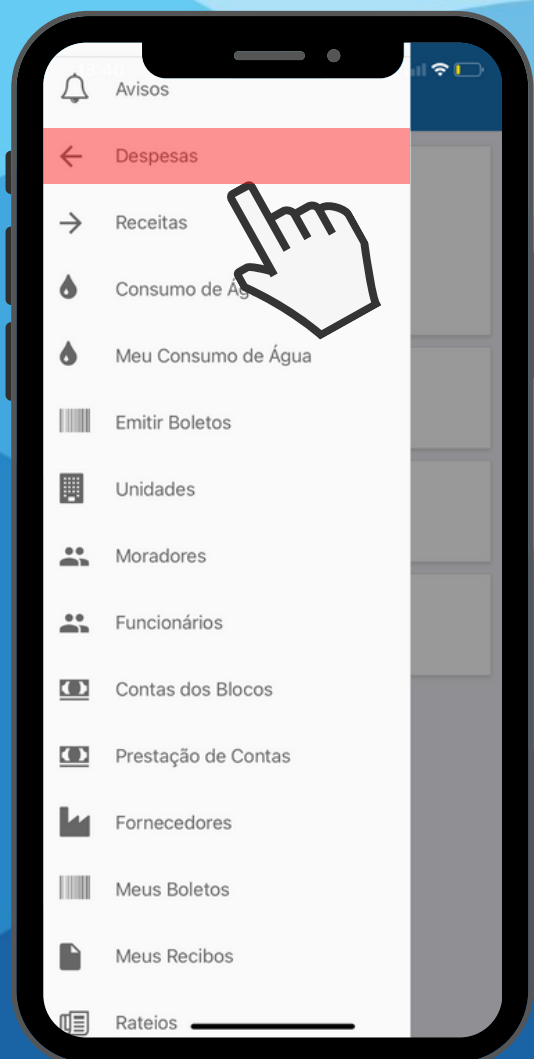 Avisos
Despesas
Receitas
Consumo de Ág
Meu Consumo de Água
Emitir Boletos
Unidades
Moradores
Funcionários
Contas dos Blocos
Prestação de Contas
Fornecedores
Meus Boletos
Meus Recibos
Rateios